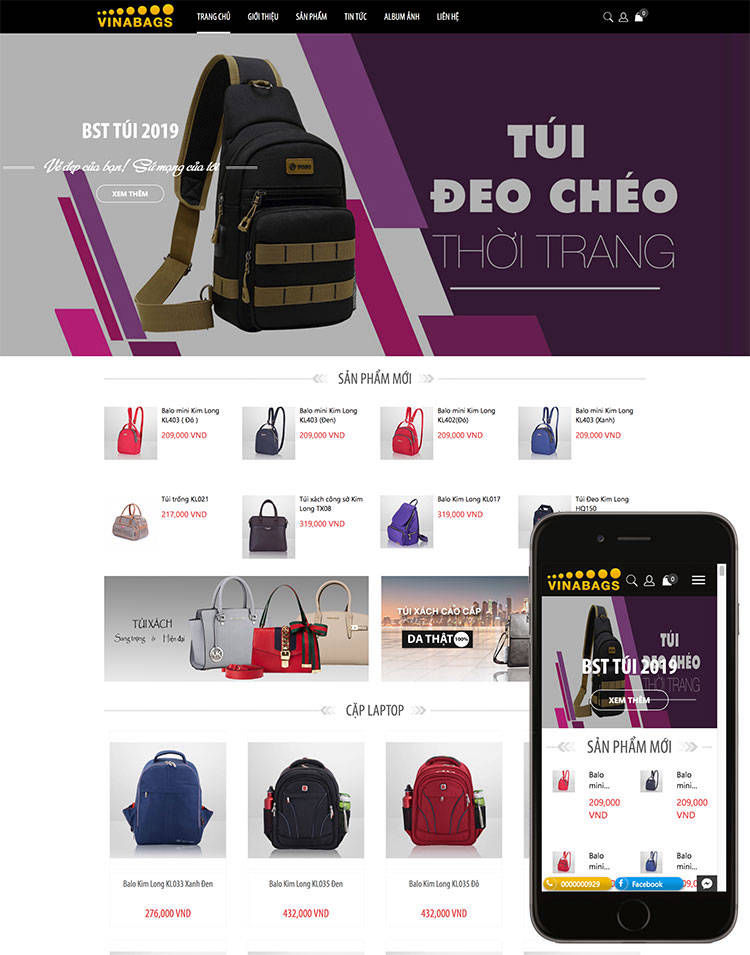 VINABAGS
TRANG CHỦ GIỚI THIỆU SẢN PHẨM TIN TỨC ALBUM ẢNH LIÊN HỆ
0
BST TÚI 2019
Vẻ đẹp của bạn! Sứ mạng của tôi
XEM THÊM
TÚI
ĐEO CHÉO
THỜI TRANG
SẢN PHẨM MỚI
Balo mini Kim Long
KL403 ( Đỏ )
209,000 VND
Balo mini Kim Long
KL403 (Đen)
209,000 VND
Balo mini Kim Long
KL402(Đỏ)
209,000 VND
Balo mini Kim Long
KL403 (Xanh)
209,000 VND
Túi trống KL021
217,000 VND
Túi xách công sở Kim
Long TX08
319,000 VND
Balo Kim Long KL017
319,000 VND
Túi Đeo Kim Long
HQ150
TÚI XÁCH
Sang trọng & Hiện đại
MK
TÚI XÁCH CAO CẤP
DA THẬT 100%
CẶP LAPTOP
Balo Kim Long KL033 Xanh Đen
276,000 VND
Balo Kim Long KL035 Đen
432,000 VND
Balo Kim Long KL035 Đỏ
432,000 VND
VINABAGS
0
TÚI
ĐEO CHÉO
THỜI TRANG
BST TÚI 2019
XEM THÊM
SẢN PHẨM MỚI
Balo
mini...
209,000
VND
Balo
mini...
209,000
VND
Balo
mini...
Balo
mini...
0000000929
Facebook